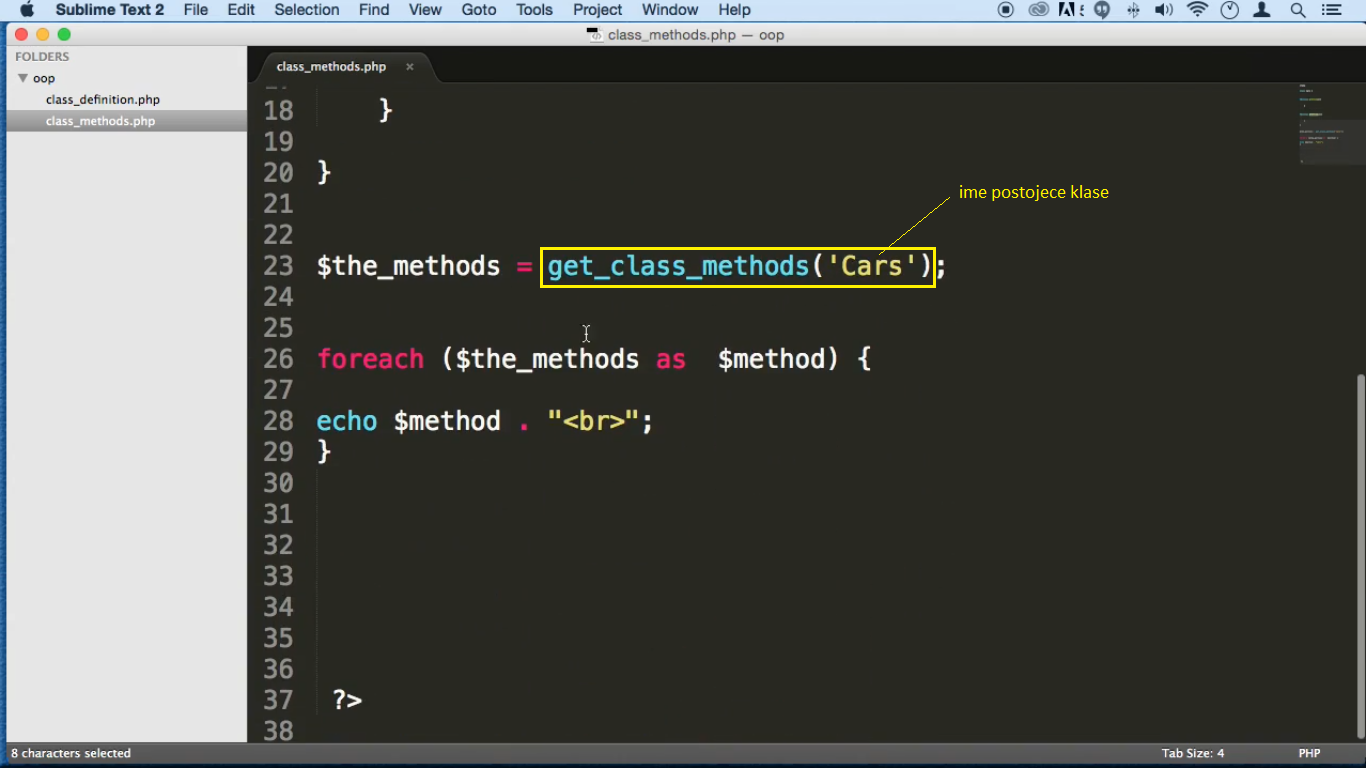 Sublime Text 2 File Edit Selection Find View Goto Tools Project Window Help
class_methods.php — oop
FOLDERS
oop
class_definition.php
class_methods.php
class_methods.php ×
18 }
19
20 }
21
22
ime postojece klase
23 $the_methods = get_class_methods('Cars');
24
25
26 foreach ($the_methods as  $method) {
27
28 echo $method . "<br>";
29 }
30
31
32
33
34
35
36
37 ?>
38
8 characters selected Tab Size: 4 PHP